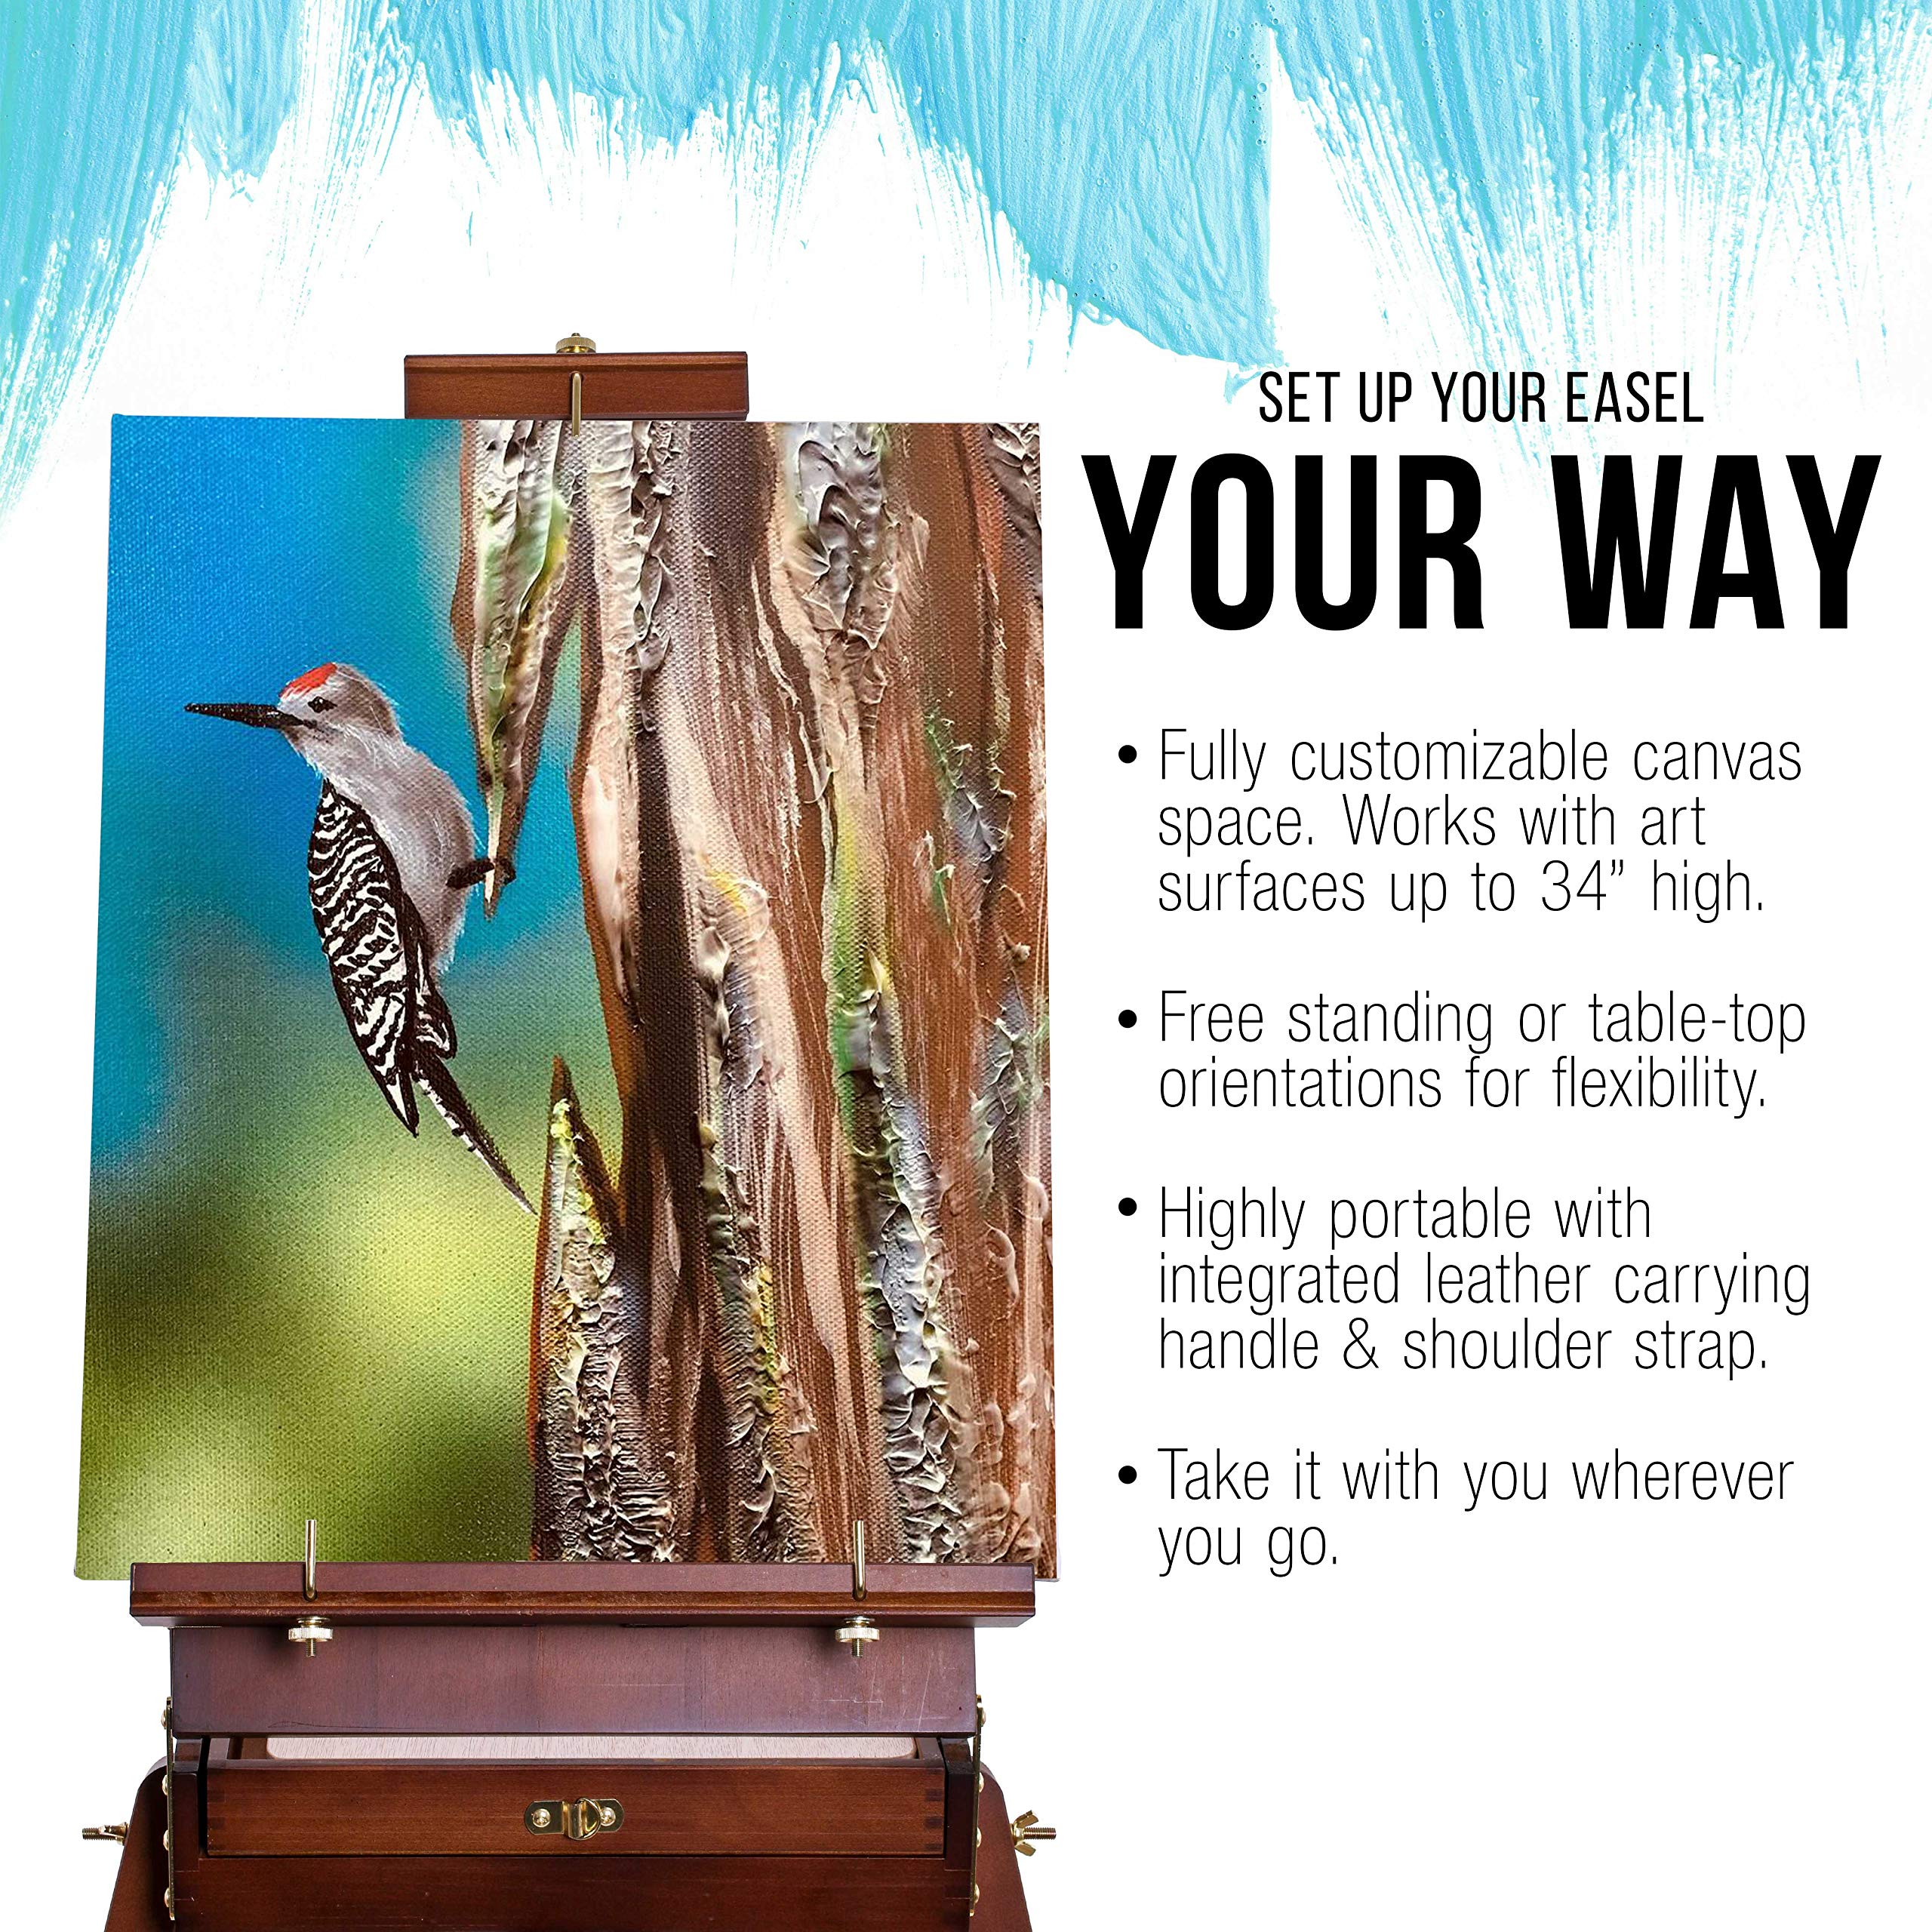 SET UP YOUR EASEL
YOUR WAY
• Fully customizable canvas
space. Works with art
surfaces up to 34” high.
• Free standing or table-top
orientations for flexibility.
• Highly portable with
integrated leather carrying
handle & shoulder strap.
• Take it with you wherever
you go.